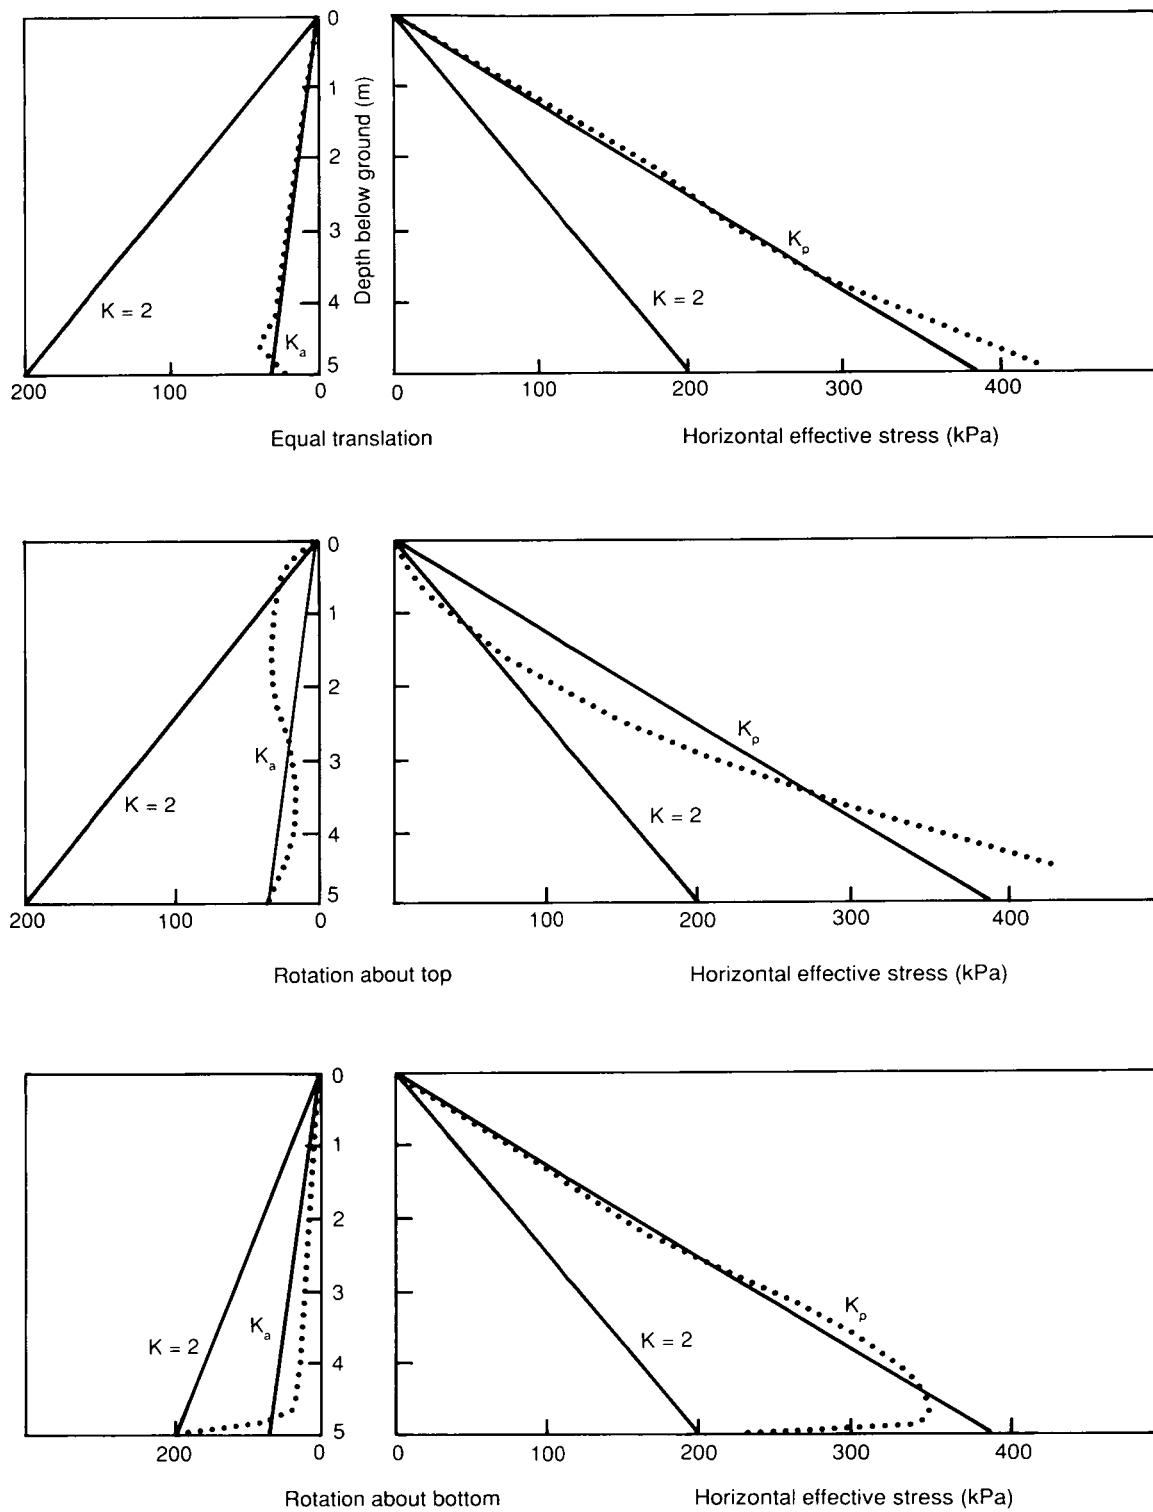 0
1
2
3
4
5
Depth below ground (m)
K = 2
Kₐ
200 100 0
Kₚ
K = 2
0 100 200 300 400
Equal translation
Horizontal effective stress (kPa)
0
1
2
3
4
5
Kₐ
K = 2
200 100 0
Kₚ
K = 2
100 200 300 400
Rotation about top
Horizontal effective stress (kPa)
0
1
2
3
4
5
Kₐ
K = 2
200 0
Kₚ
K = 2
0 100 200 300 400
Rotation about bottom
Horizontal effective stress (kPa)